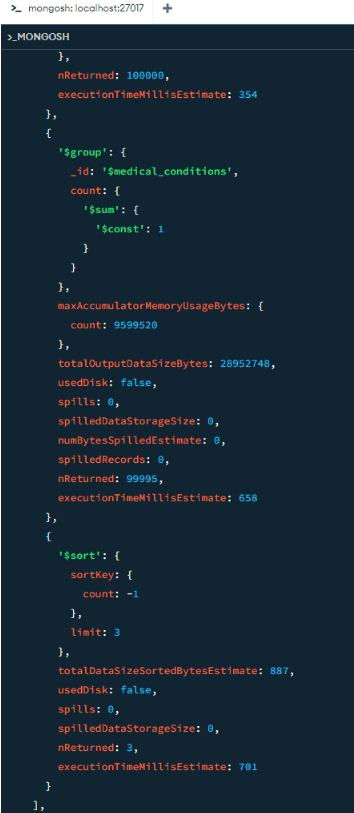 >_ mongosh: localhost:27017 +
>_MONGOSH
},
nReturned: 100000,
executionTimeMillisEstimate: 354
},
{
'$group': {
_id: '$medical_conditions',
count: {
'$sum': {
'$const': 1
}
}
},
maxAccumulatorMemoryUsageBytes: {
count: 9599520
},
totalOutputDataSizeBytes: 28952748,
usedDisk: false,
spills: 0,
spilledDataStorageSize: 0,
numBytesSpilledEstimate: 0,
spilledRecords: 0,
nReturned: 99995,
executionTimeMillisEstimate: 658
},
{
'$sort': {
sortKey: {
count: -1
},
limit: 3
},
totalDataSizeSortedBytesEstimate: 887,
usedDisk: false,
spills: 0,
spilledDataStorageSize: 0,
nReturned: 3,
executionTimeMillisEstimate: 701
}
],